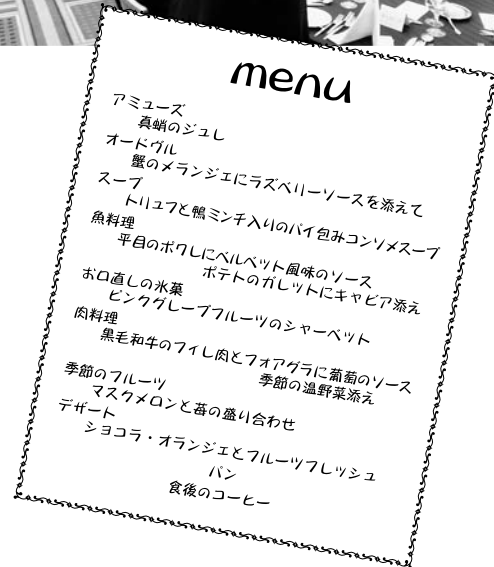 menu
アミューズ
真蛸のジュレ
オードヴル
蟹のメランジェにラズベリーソースを添えて
スープ
トリュフと鴨ミンチ入りのパイ包みコンソメスープ
魚料理
平目のポワレにベルベット風味のソース
ポテトのガレットにキャビア添え
お口直しの氷菓
ピンクグレープフルーツのシャーベット
肉料理
黒毛和牛のフィレ肉とフォアグラに葡萄のソース
季節の温野菜添え
季節のフルーツ
マスクメロンと苺の盛り合わせ
デザート
ショコラ・オランジェとフルーツフレッシュ
パン
食後のコーヒー